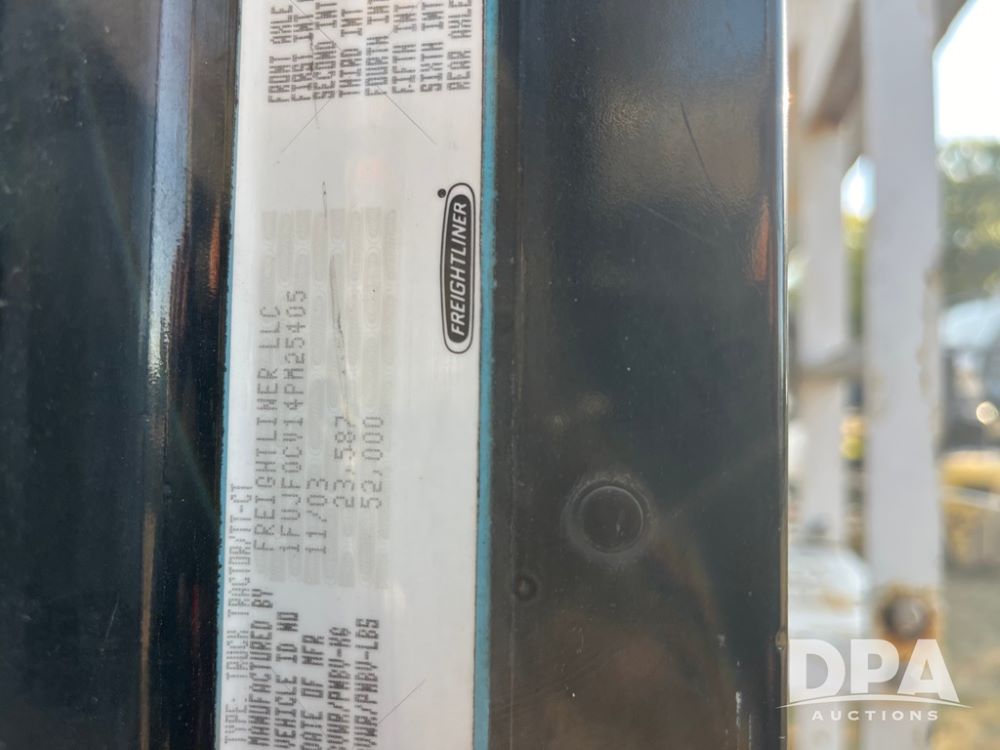 TYPE: TRUCK TRACTOR/TT-CT
MANUFACTURED BY FREIGHTLINER LLC
VEHICLE ID NO 1FUJF0CV14PM25405
DATE OF MFR 11/03
GVWR/PNBV-KG 23,587
GVWR/PNBV-LBS 52,000
FRONT AXLE
FIRST INT
SECOND INT
THIRD INT
FOURTH INT
FIFTH INT
SIXTH INT
REAR AXLE
FREIGHTLINER
DPA
AUCTIONS